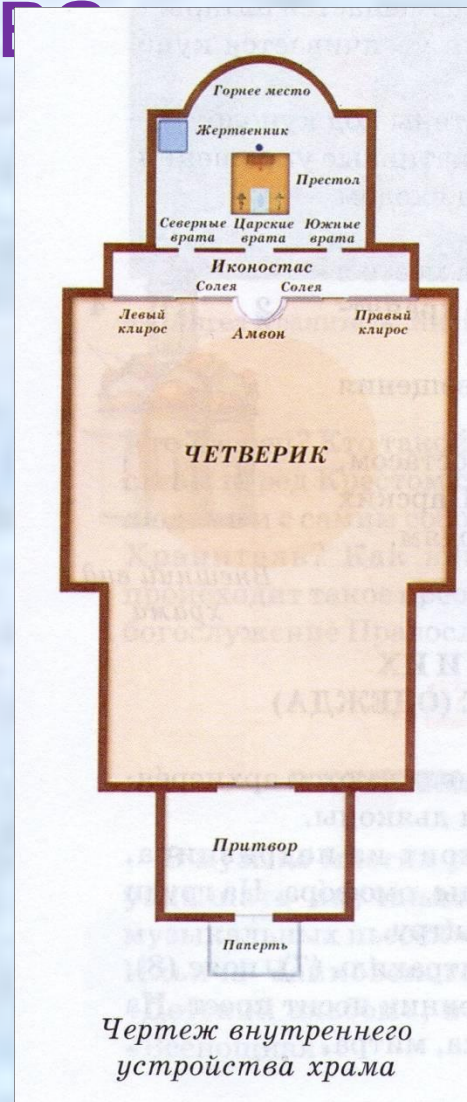 Горнее место
Жертвенник
Престол
Северные Царские Южные
врата врата врата
Иконостас
Солея Солея
Левый Правый
клирос клирос
Амвон
ЧЕТВЕРИК
Притвор
Паперть
Чертеж внутреннего
устройства храма